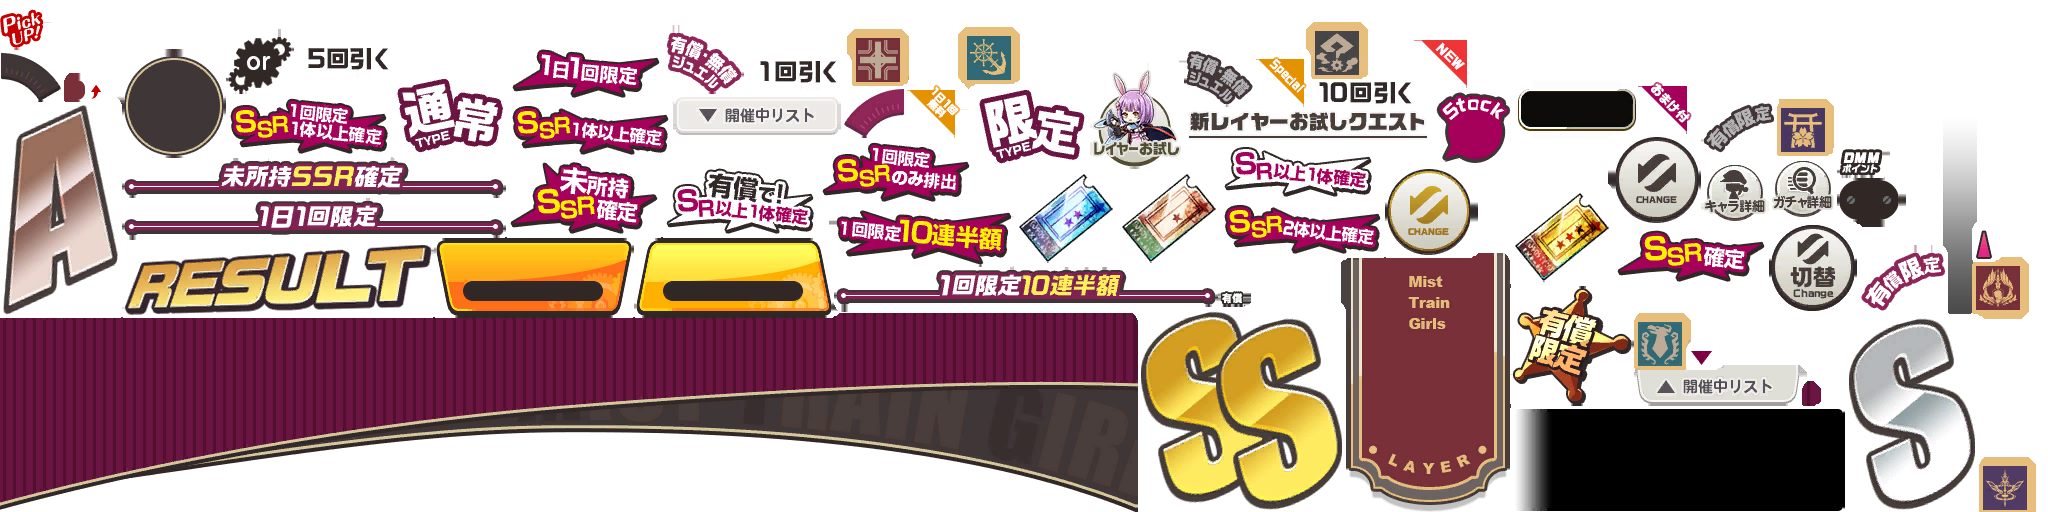 Pick UP!
or
5回引く
1日1回限定
有償・無償
ジュエル
1回引く
有償・無償
ジュエル
Special
10回引く
NEW
SSR 1回限定
1体以上確定
通常
TYPE
SSR1体以上確定
▼ 開催中リスト
1日1回
無料
限定
TYPE
レイヤーお試し
新レイヤーお試しクエスト
Stock
おまけ付
有償限定
未所持SSR確定
未所持
SSR確定
有償で!
SR以上1体確定
1回限定
SSRのみ排出
SR以上1体確定
CHANGE
キャラ詳細
ガチャ詳細
DMM
ポイント
1日1回限定
1回限定10連半額
SSR2体以上確定
CHANGE
SSR確定
切替
Change
有償限定
A
RESULT
1回限定10連半額
有償
Mist
Train
Girls
LAYER
有償
限定
▲ 開催中リスト
SS
S
TRAIN GIRL